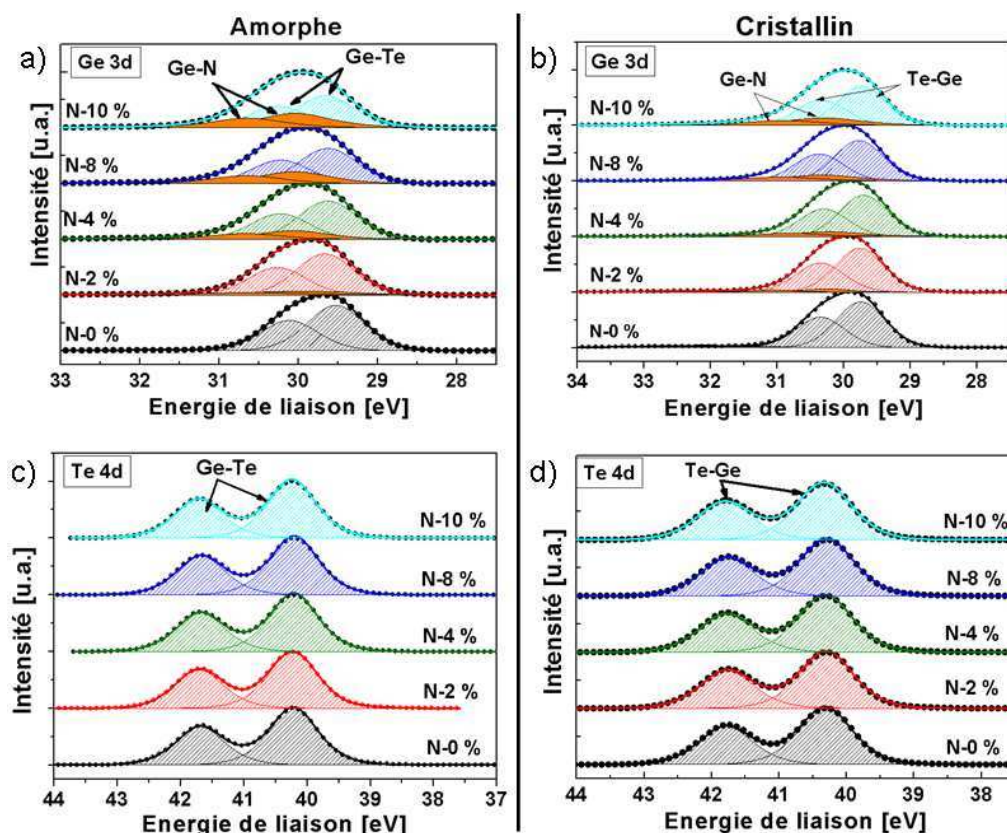 Amorphe
Cristallin
a)
Ge 3d
Ge-N
Ge-Te
N-10 %
N-8 %
N-4 %
N-2 %
N-0 %
Intensité [u.a.]
33 32 31 30 29 28
Energie de liaison [eV]
b)
Ge 3d
Ge-N
Te-Ge
N-10 %
N-8 %
N-4 %
N-2 %
N-0 %
Intensité [u.a.]
34 33 32 31 30 29 28
Energie de liaison [eV]
c)
Te 4d
Ge-Te
N-10 %
N-8 %
N-4 %
N-2 %
N-0 %
Intensité [u.a.]
44 43 42 41 40 39 38 37
Energie de liaison [eV]
d)
Te 4d
Te-Ge
N-10 %
N-8 %
N-4 %
N-2 %
N-0 %
Intensité [u.a.]
44 43 42 41 40 39 38
Energie de liaison [eV]